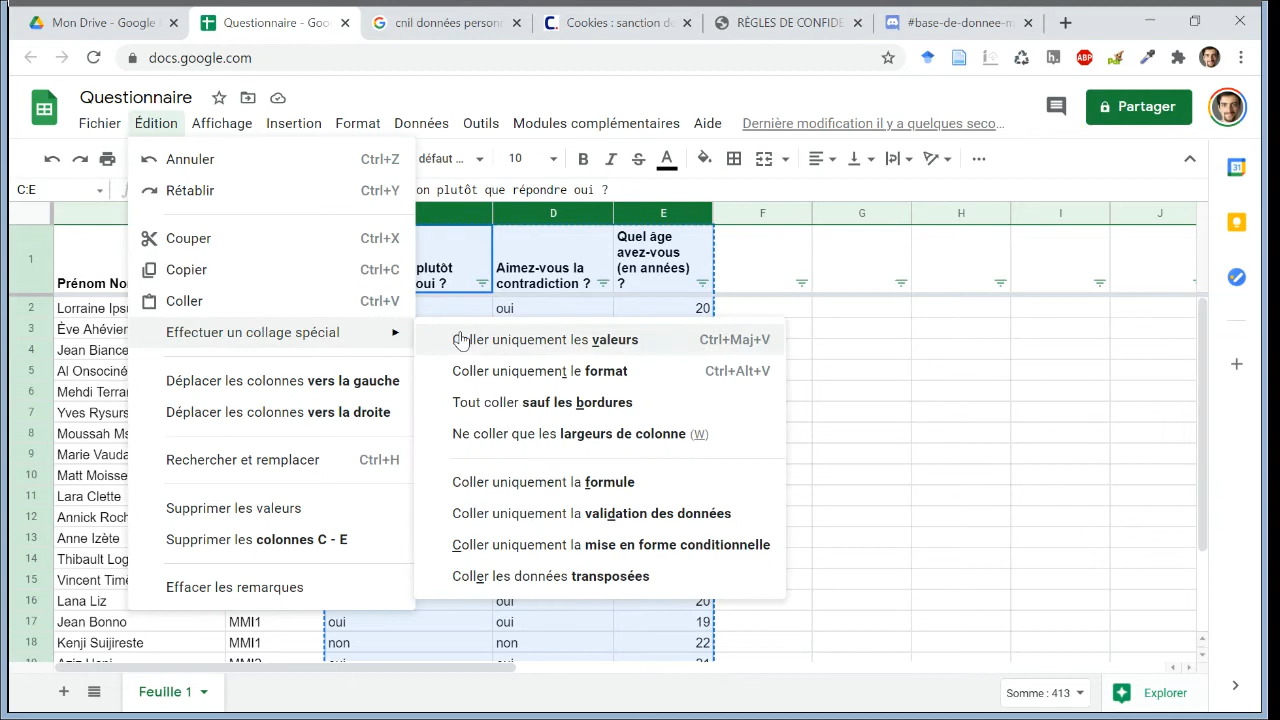 Mon Drive - Google
Questionnaire - Goo
cnil données personn
Cookies : sanction de
RÈGLES DE CONFIDE
#base-de-donnee-m
docs.google.com
ABP
Questionnaire
Fichier Édition Affichage Insertion Format Données Outils Modules complémentaires Aide Dernière modification il y a quelques seco...
Partager
défaut ... 10 B I S A
C:E
on plutôt que répondre oui ?
31
D E F G H I J
1
Prénom No
plutôt
oui ?
Aimez-vous la
contradiction ?
Quel âge
avez-vous
(en années)
?
2 Lorraine Ipsu oui 20
3 Ève Ahévier
4 Jean Biance
5 Al Onsocié
6 Mehdi Terran
7 Yves Rysurs
8 Moussah Ms
9 Marie Vauda
10 Matt Moisse
11 Lara Clette
12 Annick Roch
13 Anne Izète
14 Thibault Log
15 Vincent Time
16 Lana Liz oui 20
17 Jean Bonno MMI1 oui oui 19
18 Kenji Suijireste MMI1 non non 22
Annuler Ctrl+Z
Rétablir Ctrl+Y
Couper Ctrl+X
Copier Ctrl+C
Coller Ctrl+V
Effectuer un collage spécial
Déplacer les colonnes vers la gauche
Déplacer les colonnes vers la droite
Rechercher et remplacer Ctrl+H
Supprimer les valeurs
Supprimer les colonnes C - E
Effacer les remarques
Coller uniquement les valeurs Ctrl+Maj+V
Coller uniquement le format Ctrl+Alt+V
Tout coller sauf les bordures
Ne coller que les largeurs de colonne (W)
Coller uniquement la formule
Coller uniquement la validation des données
Coller uniquement la mise en forme conditionnelle
Coller les données transposées
Feuille 1
Somme : 413
Explorer